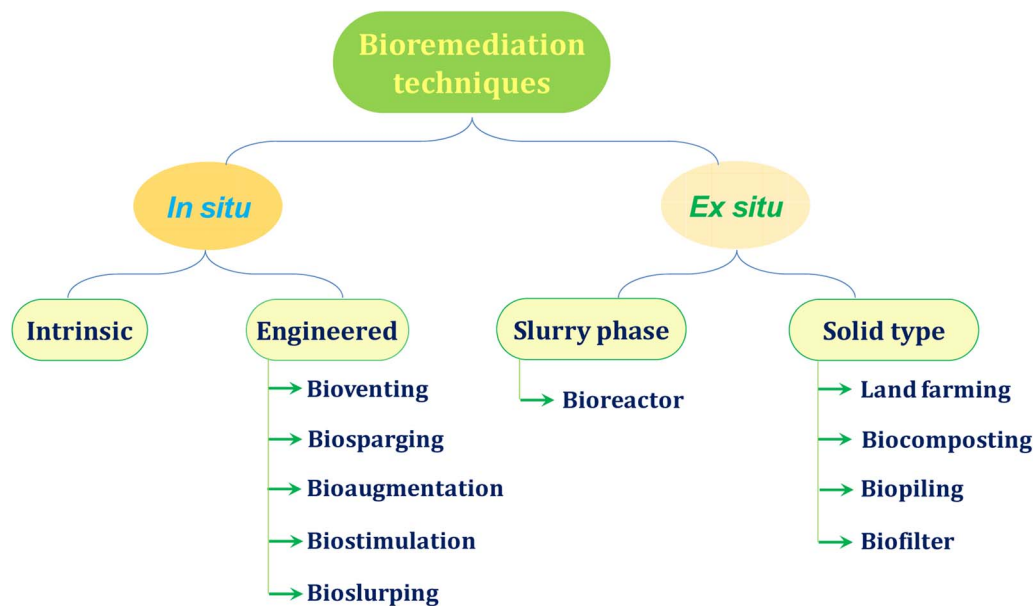 Bioremediation
techniques
In situ
Ex situ
Intrinsic
Engineered
Slurry phase
Solid type
Bioventing
Biosparging
Bioaugmentation
Biostimulation
Bioslurping
Bioreactor
Land farming
Biocomposting
Biopiling
Biofilter